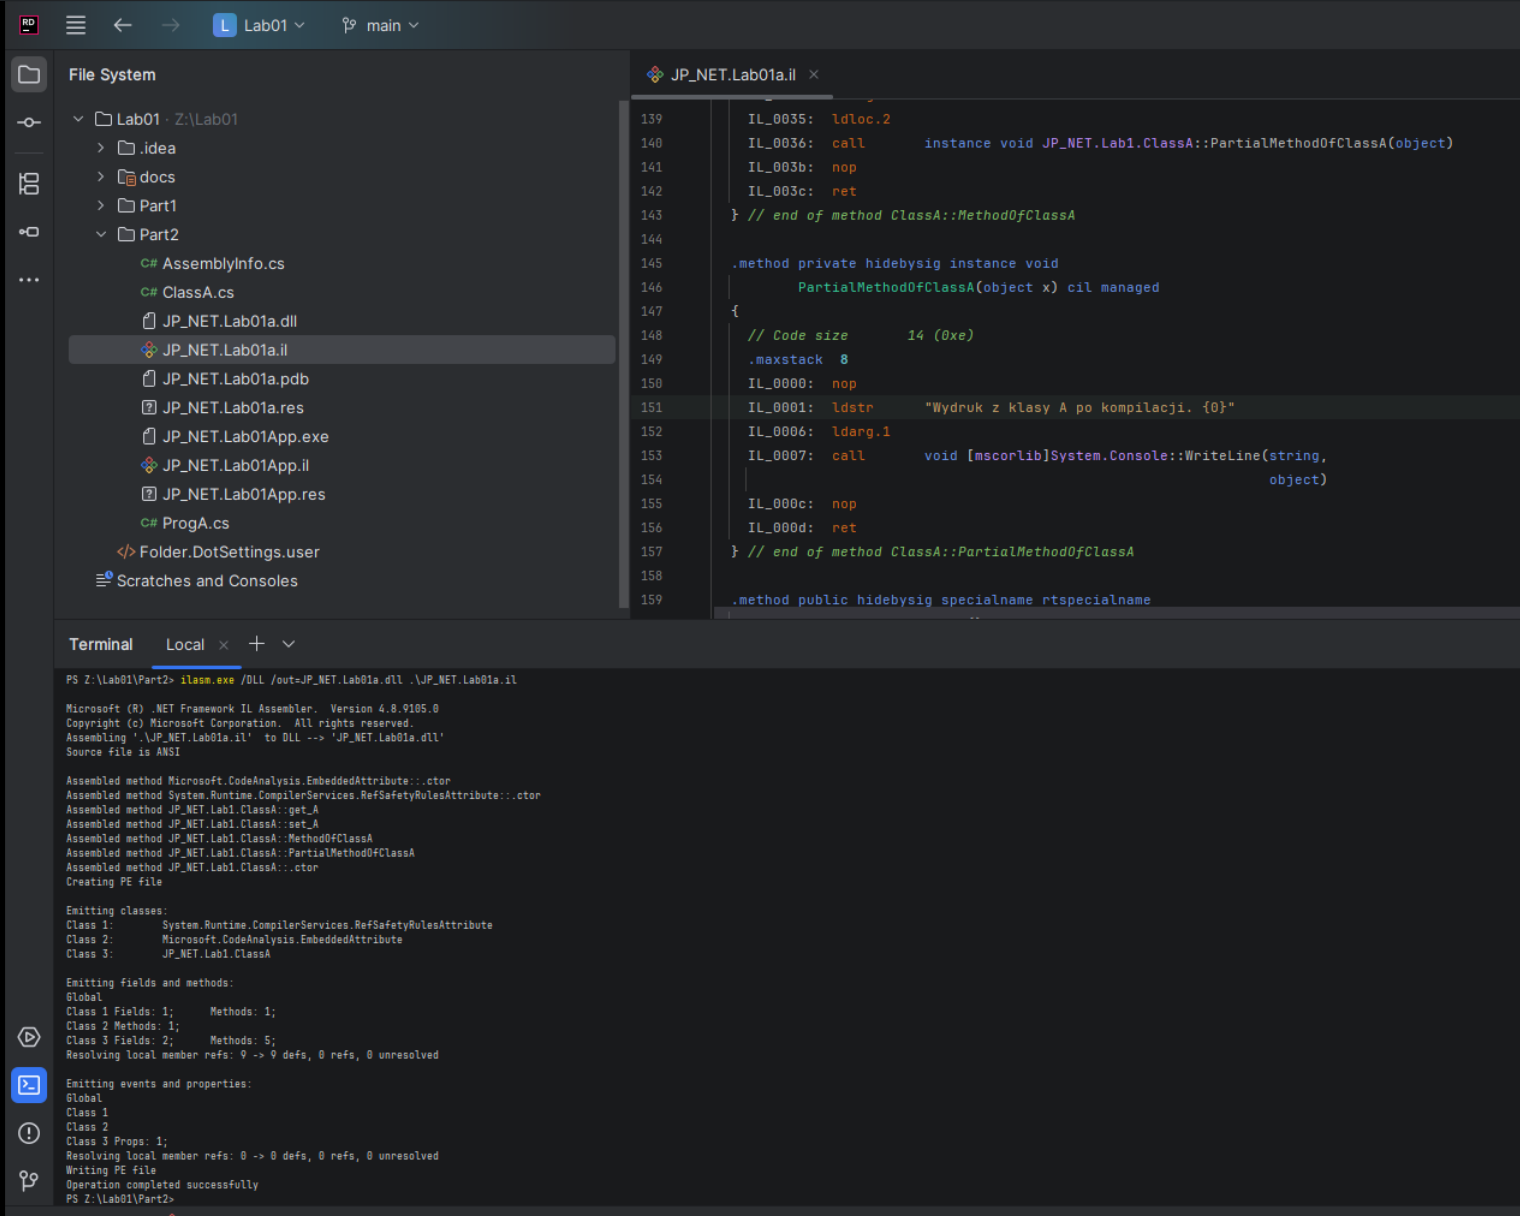 RD
L Lab01 main
File System
Lab01 · Z:\Lab01
.idea
docs
Part1
Part2
C# AssemblyInfo.cs
C# ClassA.cs
JP_NET.Lab01a.dll
JP_NET.Lab01a.il
JP_NET.Lab01a.pdb
JP_NET.Lab01a.res
JP_NET.Lab01App.exe
JP_NET.Lab01App.il
JP_NET.Lab01App.res
C# ProgA.cs
</> Folder.DotSettings.user
Scratches and Consoles
JP_NET.Lab01a.il
139 IL_0035: ldloc.2
140 IL_0036: call instance void JP_NET.Lab1.ClassA::PartialMethodOfClassA(object)
141 IL_003b: nop
142 IL_003c: ret
143 } // end of method ClassA::MethodOfClassA
144
145 .method private hidebysig instance void
146 PartialMethodOfClassA(object x) cil managed
147 {
148 // Code size 14 (0xe)
149 .maxstack 8
150 IL_0000: nop
151 IL_0001: ldstr "Wydruk z klasy A po kompilacji. {0}"
152 IL_0006: ldarg.1
153 IL_0007: call void [mscorlib]System.Console::WriteLine(string,
154 object)
155 IL_000c: nop
156 IL_000d: ret
157 } // end of method ClassA::PartialMethodOfClassA
158
159 .method public hidebysig specialname rtspecialname
Terminal Local
PS Z:\Lab01\Part2> ilasm.exe /DLL /out=JP_NET.Lab01a.dll .\JP_NET.Lab01a.il
Microsoft (R) .NET Framework IL Assembler. Version 4.8.9105.0
Copyright (c) Microsoft Corporation. All rights reserved.
Assembling '.\JP_NET.Lab01a.il' to DLL --> 'JP_NET.Lab01a.dll'
Source file is ANSI
Assembled method Microsoft.CodeAnalysis.EmbeddedAttribute::.ctor
Assembled method System.Runtime.CompilerServices.RefSafetyRulesAttribute::.ctor
Assembled method JP_NET.Lab1.ClassA::get_A
Assembled method JP_NET.Lab1.ClassA::set_A
Assembled method JP_NET.Lab1.ClassA::MethodOfClassA
Assembled method JP_NET.Lab1.ClassA::PartialMethodOfClassA
Assembled method JP_NET.Lab1.ClassA::.ctor
Creating PE file
Emitting classes:
Class 1: System.Runtime.CompilerServices.RefSafetyRulesAttribute
Class 2: Microsoft.CodeAnalysis.EmbeddedAttribute
Class 3: JP_NET.Lab1.ClassA
Emitting fields and methods:
Global
Class 1 Fields: 1; Methods: 1;
Class 2 Methods: 1;
Class 3 Fields: 2; Methods: 5;
Resolving local member refs: 9 -> 9 defs, 0 refs, 0 unresolved
Emitting events and properties:
Global
Class 1
Class 2
Class 3 Props: 1;
Resolving local member refs: 0 -> 0 defs, 0 refs, 0 unresolved
Writing PE file
Operation completed successfully
PS Z:\Lab01\Part2>